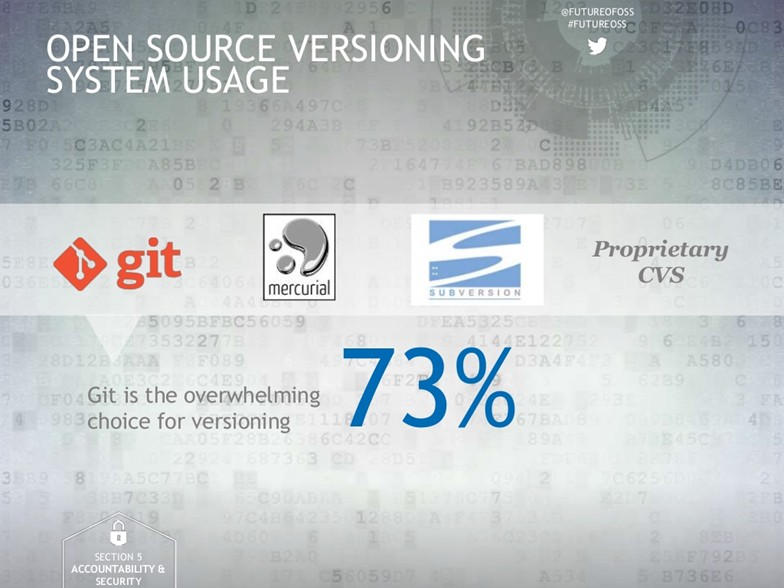 @FUTUREOFOSS
#FUTUREOSS
OPEN SOURCE VERSIONING
SYSTEM USAGE
git
mercurial
SUBVERSION
Proprietary
CVS
Git is the overwhelming
choice for versioning
73%
SECTION 5
ACCOUNTABILITY &
SECURITY